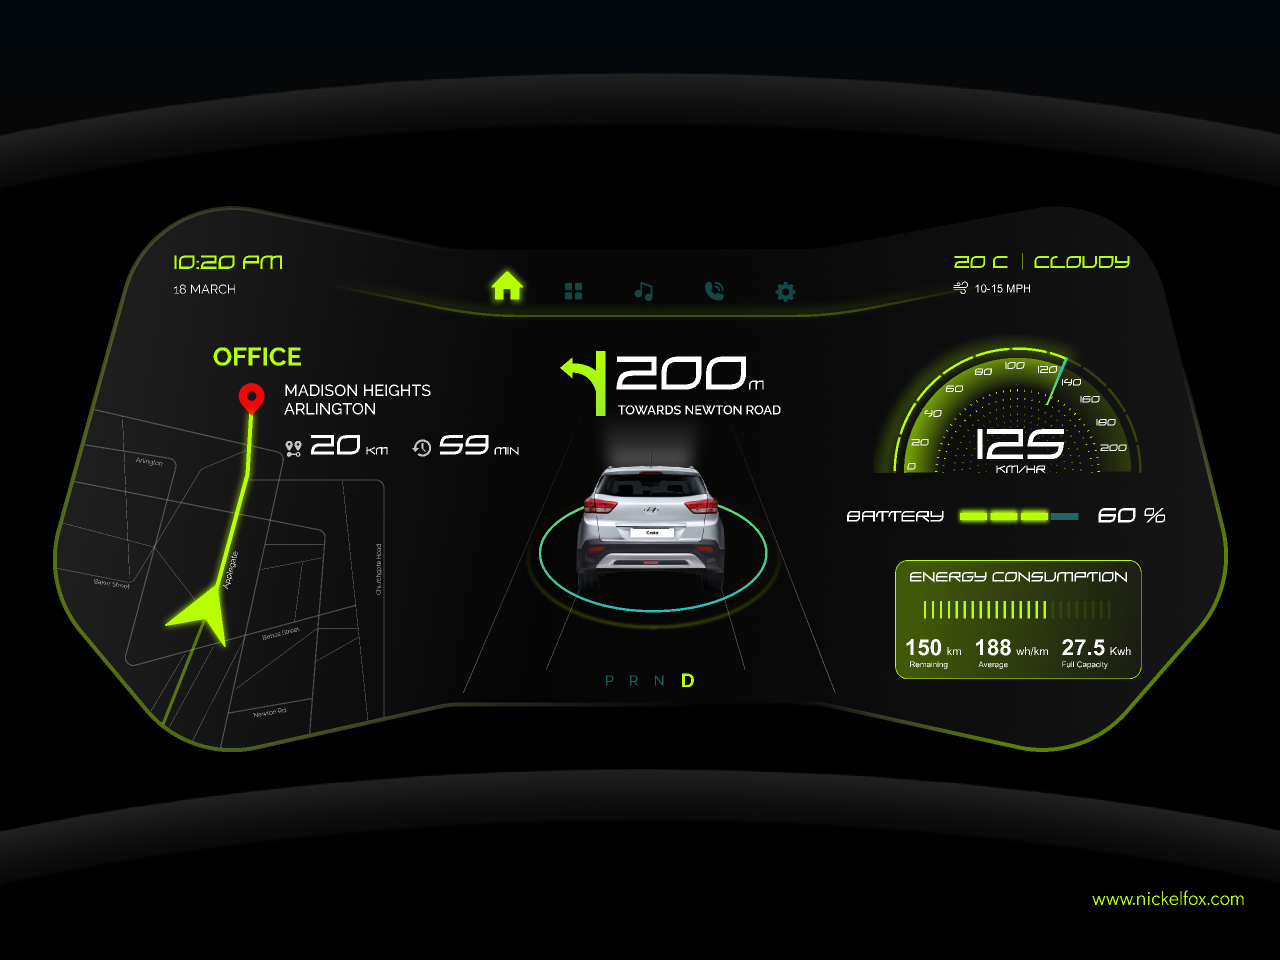 10:20 PM
18 MARCH
20 C | CLOUDY
10-15 MPH
OFFICE
MADISON HEIGHTS
ARLINGTON
20 KM
59 MIN
200 m
TOWARDS NEWTON ROAD
Arlington
Baker Street
Applegate
Churchgate Road
Bates Street
Newton Rd.
Creta
P R N D
0
20
40
60
80
100
120
140
160
180
200
125
KM/HR
BATTERY 60 %
ENERGY CONSUMPTION
150 km 188 wh/km 27.5 Kwh
Remaining Average Full Capacity
www.nickelfox.com